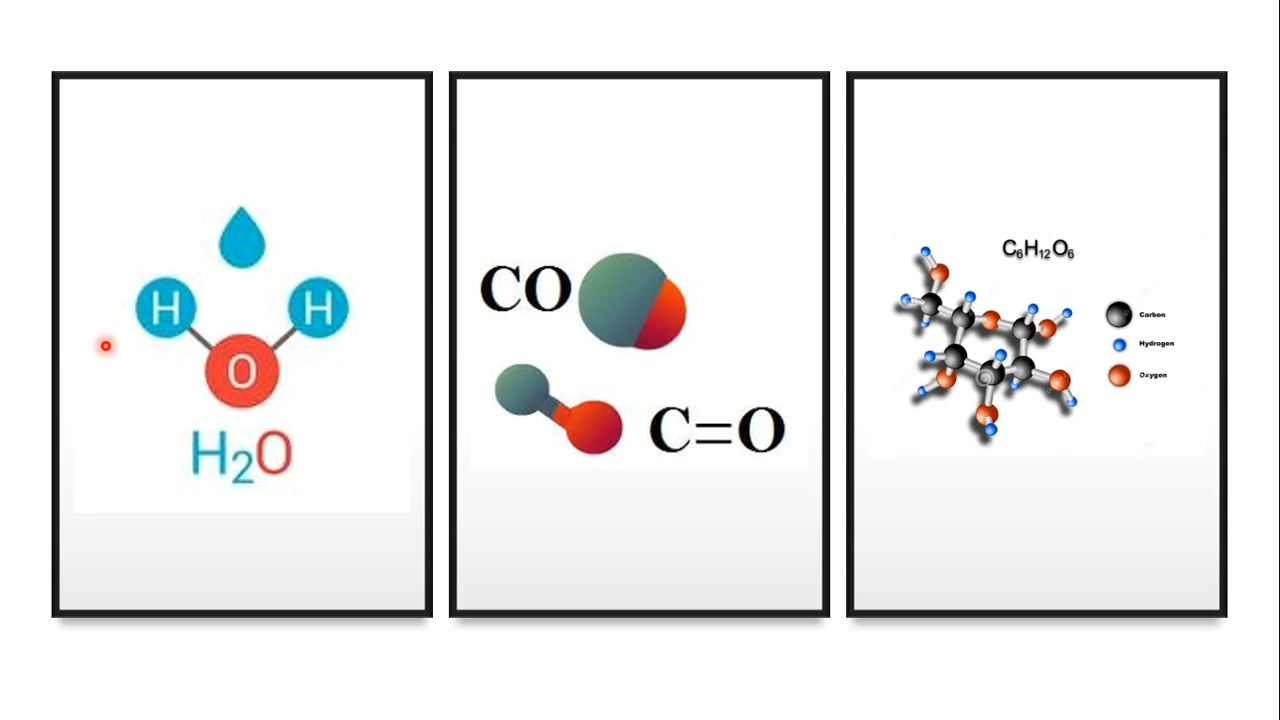 H H
O
H₂O
CO
C=O
C₆H₁₂O₆
Carbon
Hydrogen
Oxygen